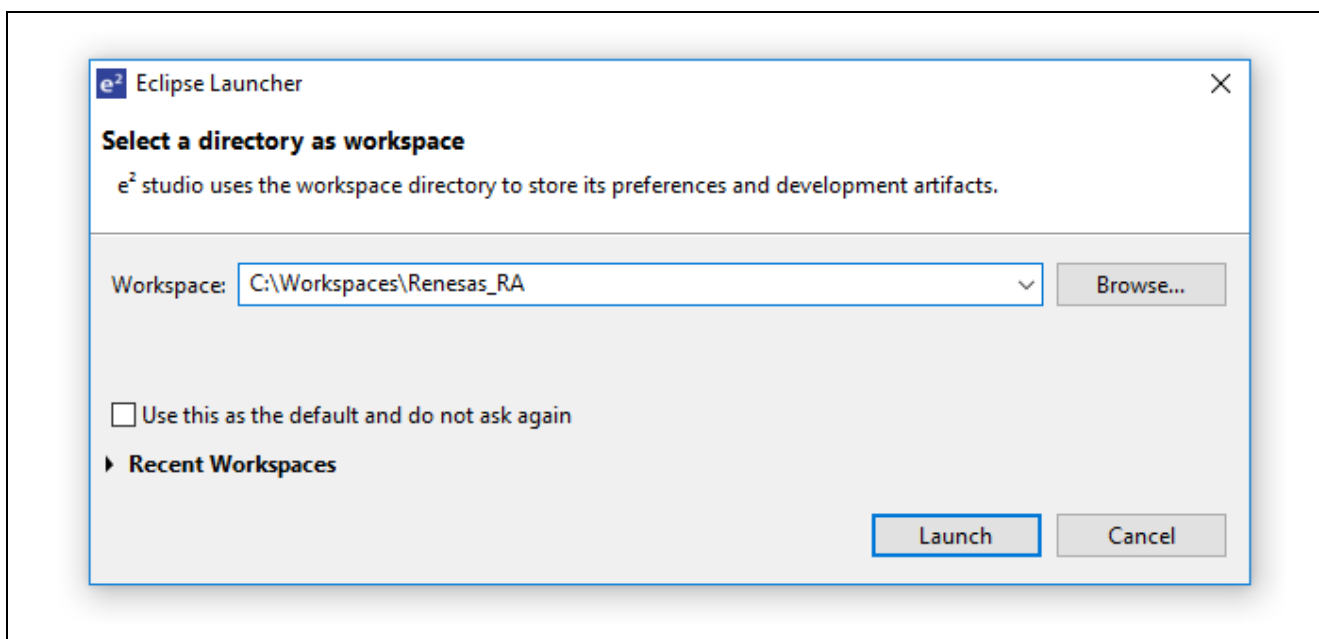 e² Eclipse Launcher
Select a directory as workspace
e² studio uses the workspace directory to store its preferences and development artifacts.
Workspace: C:\Workspaces\Renesas_RA Browse...
Use this as the default and do not ask again
Recent Workspaces
Launch Cancel